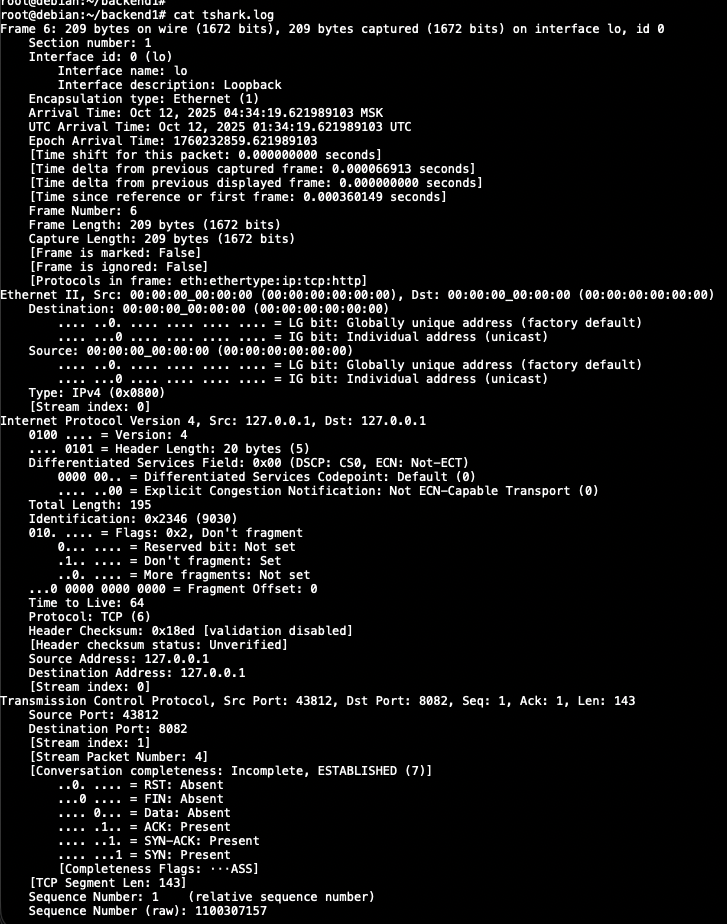 root@debian:~/backend1#
root@debian:~/backend1# cat tshark.log
Frame 6: 209 bytes on wire (1672 bits), 209 bytes captured (1672 bits) on interface lo, id 0
    Section number: 1
    Interface id: 0 (lo)
        Interface name: lo
        Interface description: Loopback
    Encapsulation type: Ethernet (1)
    Arrival Time: Oct 12, 2025 04:34:19.621989103 MSK
    UTC Arrival Time: Oct 12, 2025 01:34:19.621989103 UTC
    Epoch Arrival Time: 1760232859.621989103
    [Time shift for this packet: 0.000000000 seconds]
    [Time delta from previous captured frame: 0.000066913 seconds]
    [Time delta from previous displayed frame: 0.000000000 seconds]
    [Time since reference or first frame: 0.000360149 seconds]
    Frame Number: 6
    Frame Length: 209 bytes (1672 bits)
    Capture Length: 209 bytes (1672 bits)
    [Frame is marked: False]
    [Frame is ignored: False]
    [Protocols in frame: eth:ethertype:ip:tcp:http]
Ethernet II, Src: 00:00:00_00:00:00 (00:00:00:00:00:00), Dst: 00:00:00_00:00:00 (00:00:00:00:00:00)
    Destination: 00:00:00_00:00:00 (00:00:00:00:00:00)
        .... ..0. .... .... .... .... = LG bit: Globally unique address (factory default)
        .... ...0 .... .... .... .... = IG bit: Individual address (unicast)
    Source: 00:00:00_00:00:00 (00:00:00:00:00:00)
        .... ..0. .... .... .... .... = LG bit: Globally unique address (factory default)
        .... ...0 .... .... .... .... = IG bit: Individual address (unicast)
    Type: IPv4 (0x0800)
    [Stream index: 0]
Internet Protocol Version 4, Src: 127.0.0.1, Dst: 127.0.0.1
    0100 .... = Version: 4
    .... 0101 = Header Length: 20 bytes (5)
    Differentiated Services Field: 0x00 (DSCP: CS0, ECN: Not-ECT)
        0000 00.. = Differentiated Services Codepoint: Default (0)
        .... ..00 = Explicit Congestion Notification: Not ECN-Capable Transport (0)
    Total Length: 195
    Identification: 0x2346 (9030)
    010. .... = Flags: 0x2, Don't fragment
        0... .... = Reserved bit: Not set
        .1.. .... = Don't fragment: Set
        ..0. .... = More fragments: Not set
    ...0 0000 0000 0000 = Fragment Offset: 0
    Time to Live: 64
    Protocol: TCP (6)
    Header Checksum: 0x18ed [validation disabled]
    [Header checksum status: Unverified]
    Source Address: 127.0.0.1
    Destination Address: 127.0.0.1
    [Stream index: 0]
Transmission Control Protocol, Src Port: 43812, Dst Port: 8082, Seq: 1, Ack: 1, Len: 143
    Source Port: 43812
    Destination Port: 8082
    [Stream index: 1]
    [Stream Packet Number: 4]
    [Conversation completeness: Incomplete, ESTABLISHED (7)]
        ..0. .... = RST: Absent
        ...0 .... = FIN: Absent
        .... 0... = Data: Absent
        .... .1.. = ACK: Present
        .... ..1. = SYN-ACK: Present
        .... ...1 = SYN: Present
        [Completeness Flags: ···ASS]
    [TCP Segment Len: 143]
    Sequence Number: 1    (relative sequence number)
    Sequence Number (raw): 1100307157